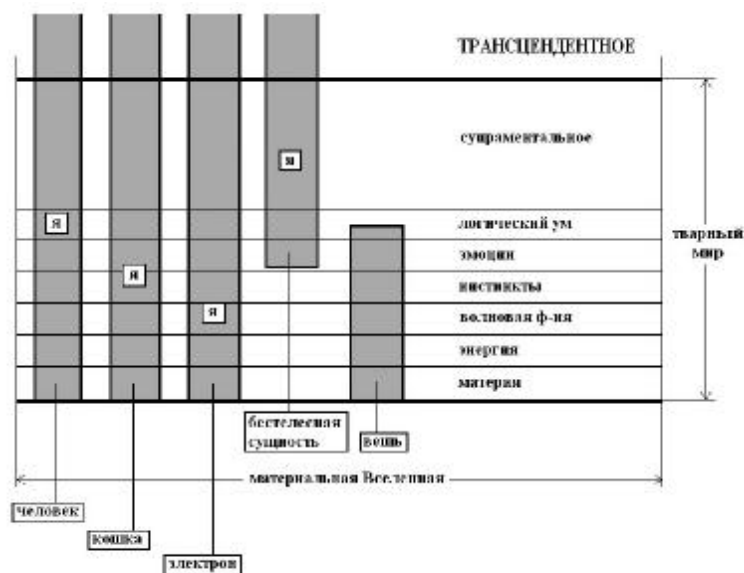 ТРАНСЦЕНДЕНТНОЕ
супраментальное
я
логический ум
я
тварный
мир
эмоции
я
инстинкты
волновая ф-ия
я
энергия
материя
бестелесная
сущность
вещь
материальная Вселенная
человек
кошка
электрон